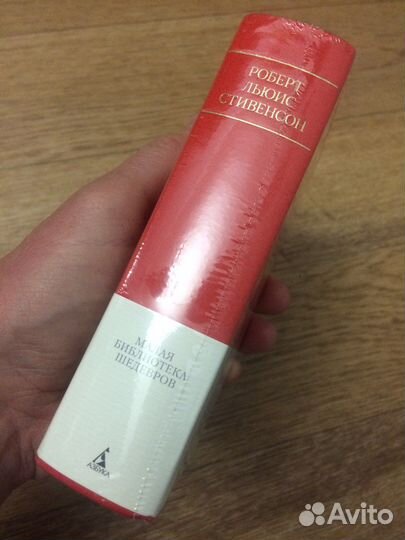 РОБЕРТ
ЛЬЮИС
СТИВЕНСОН
МАЛАЯ
БИБЛИОТЕКА
ШЕДЕВРОВ
АЗБУКА
Avito